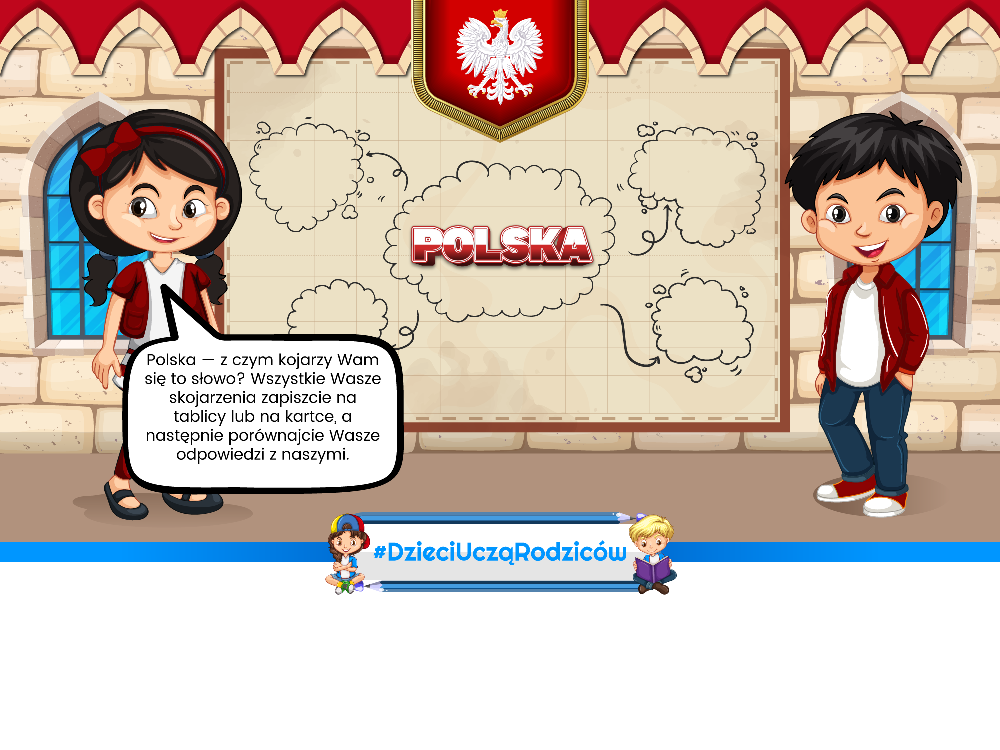 POLSKA
Polska — z czym kojarzy Wam
się to słowo? Wszystkie Wasze
skojarzenia zapiszcie na
tablicy lub na kartce, a
następnie porównajcie Wasze
odpowiedzi z naszymi.
#DzieciUcząRodziców